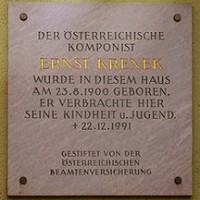 DER ÖSTERREICHISCHE
KOMPONIST
ERNST KRENEK
WURDE IN DIESEM HAUS
AM 23.8.1900 GEBOREN.
ER VERBRACHTE HIER
SEINE KINDHEIT u. JUGEND.
+ 22.12.1991
GESTIFTET VON DER
ÖSTERREICHISCHEN
BEAMTENVERSICHERUNG